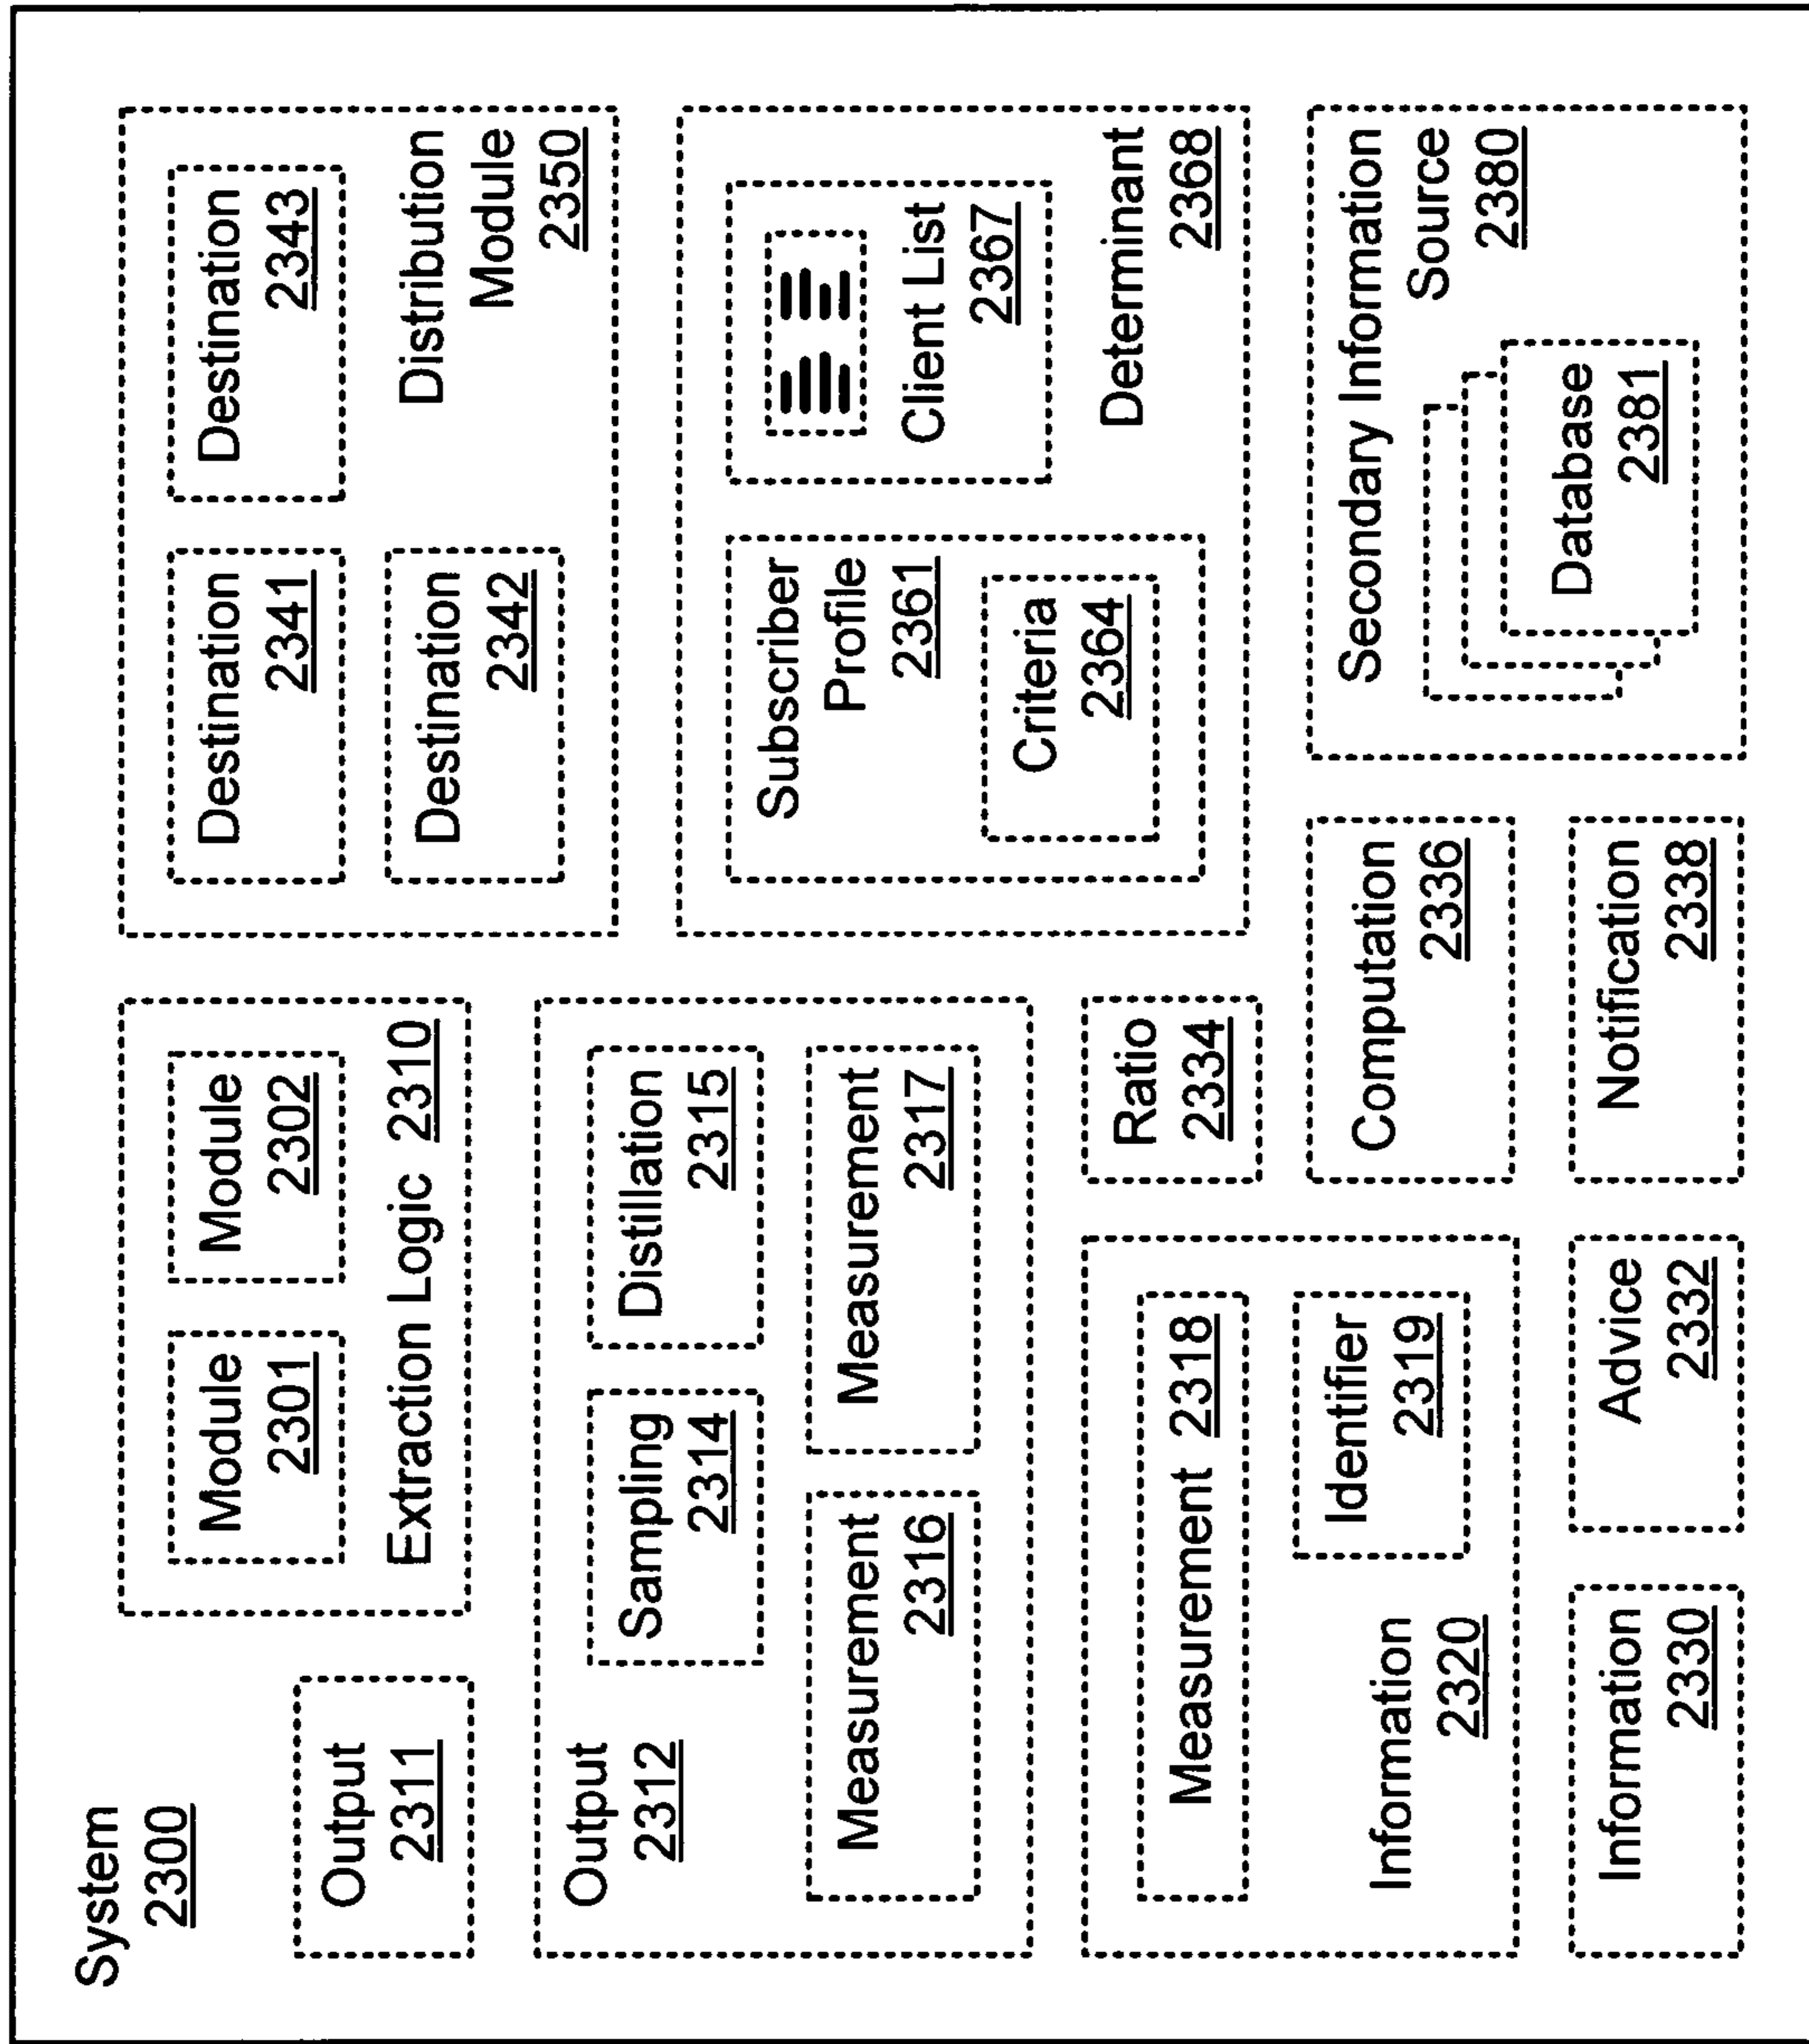 System
2300
Output
2311
Module
2301
Module
2302
Extraction Logic 2310
Output
2312
Sampling
2314
Distillation
2315
Measurement
2316
Measurement
2317
Measurement 2318
Identifier
2319
Information
2320
Ratio
2334
Information
2330
Advice
2332
Computation
2336
Notification
2338
Destination
2341
Destination
2343
Destination
2342
Distribution
Module
2350
Subscriber
Profile
2361
Criteria
2364
Client List
2367
Determinant
2368
Secondary Information
Source
2380
Database
2381